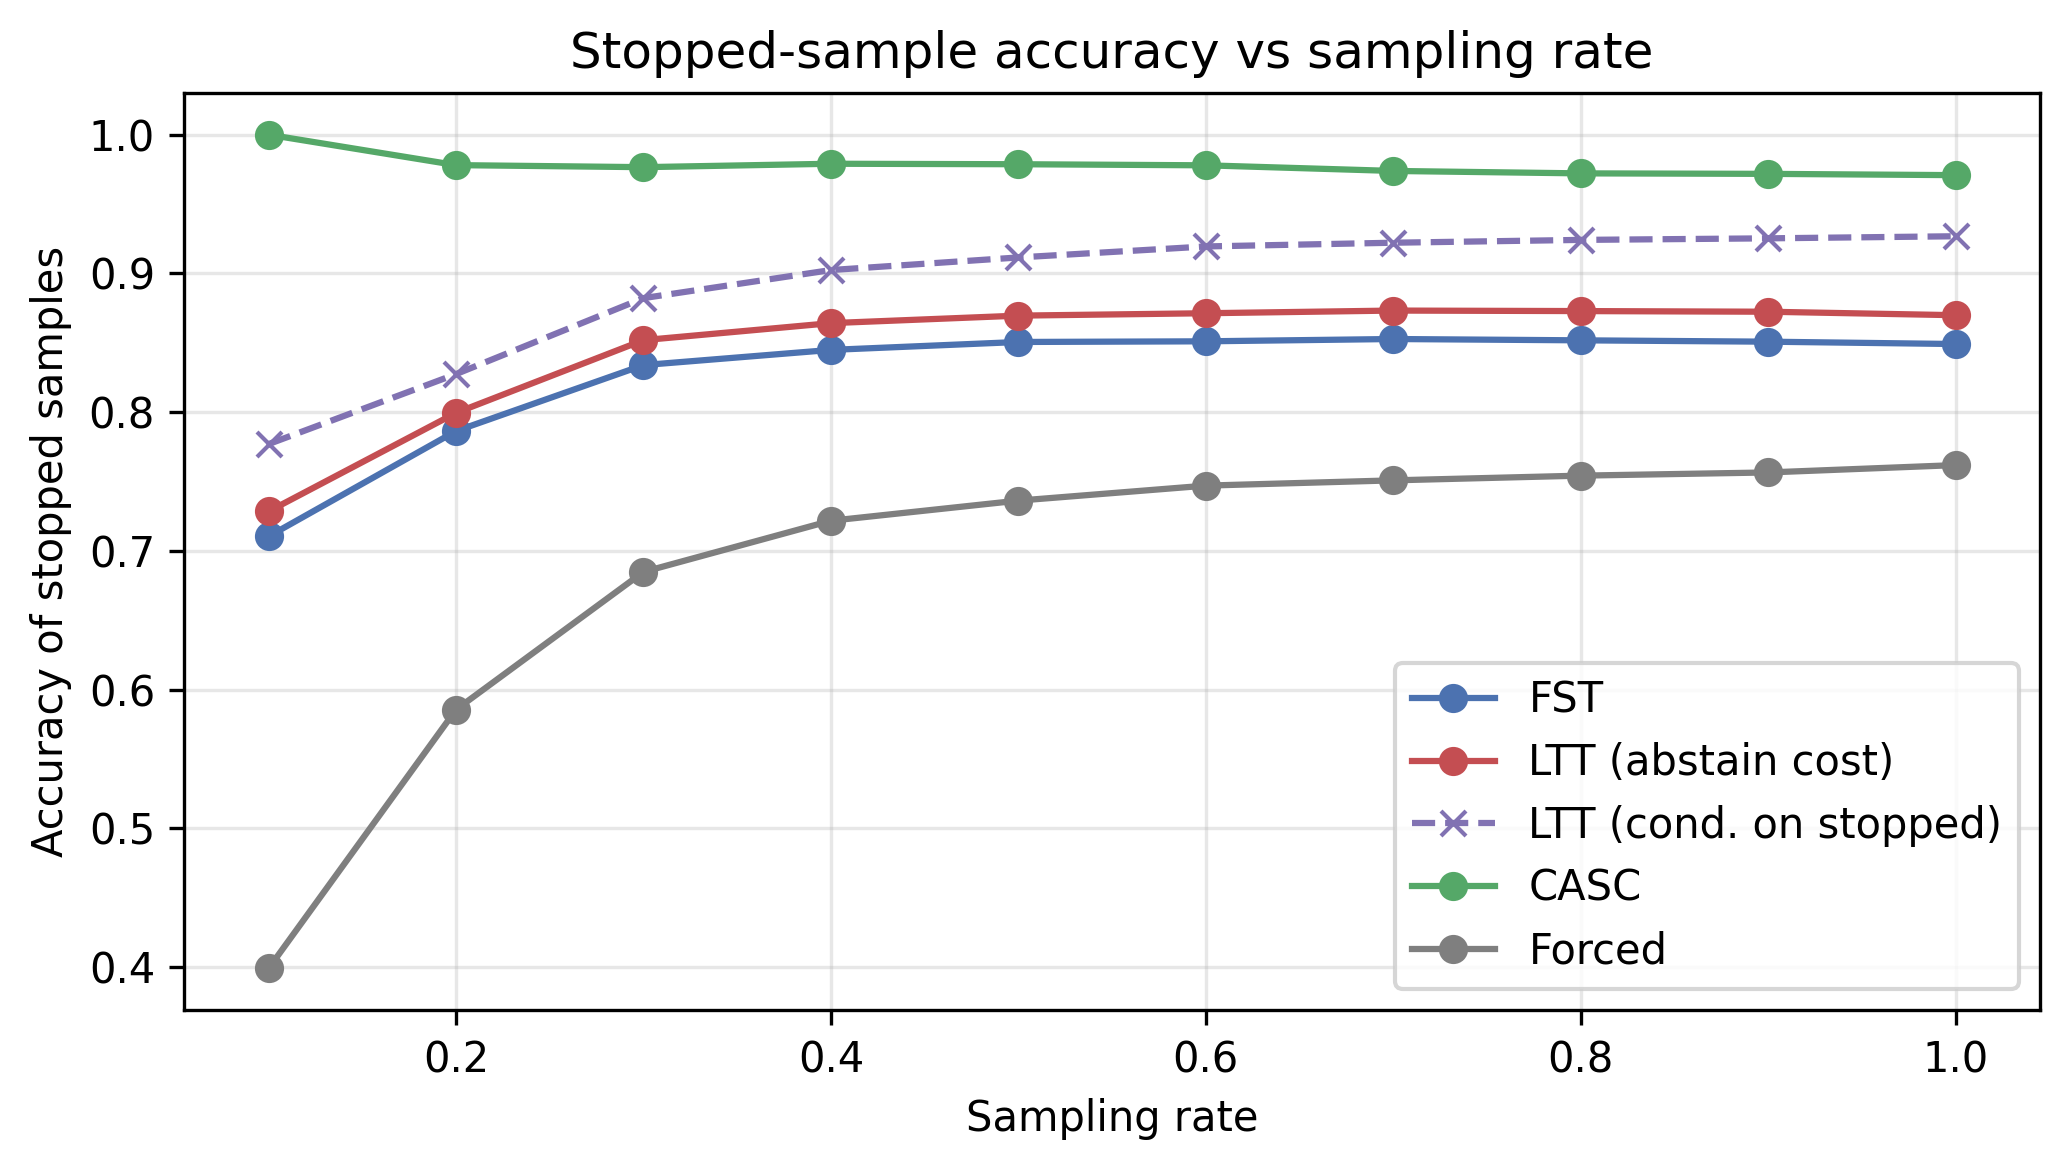 Stopped-sample accuracy vs sampling rate
Accuracy of stopped samples
1.0
0.9
0.8
0.7
0.6
0.5
0.4
0.2
0.4
0.6
0.8
1.0
Sampling rate
FST
LTT (abstain cost)
LTT (cond. on stopped)
CASC
Forced